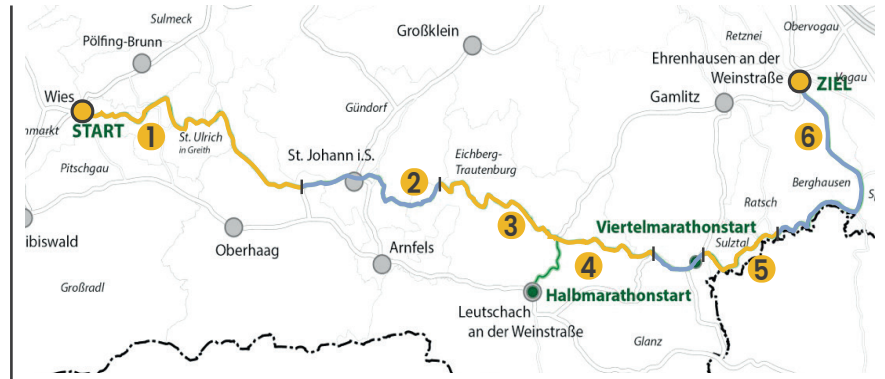 Sulmeck
Pölfing-Brunn
Großklein
Retznei
Obervogau
Ehrenhausen an der
Weinstraße
ZIEL
Vogau
Wies
START
1
Gündorf
Gamlitz
6
nmarkt
St. Ulrich
in Greith
St. Johann i.S.
Eichberg-
Trautenburg
Pitschgau
2
Berghausen
Ratsch
3
Viertelmarathonstart
ibiswald
Oberhaag
Arnfels
Sulztal
4
5
Großradl
Halbmarathonstart
Leutschach
an der Weinstraße
Glanz